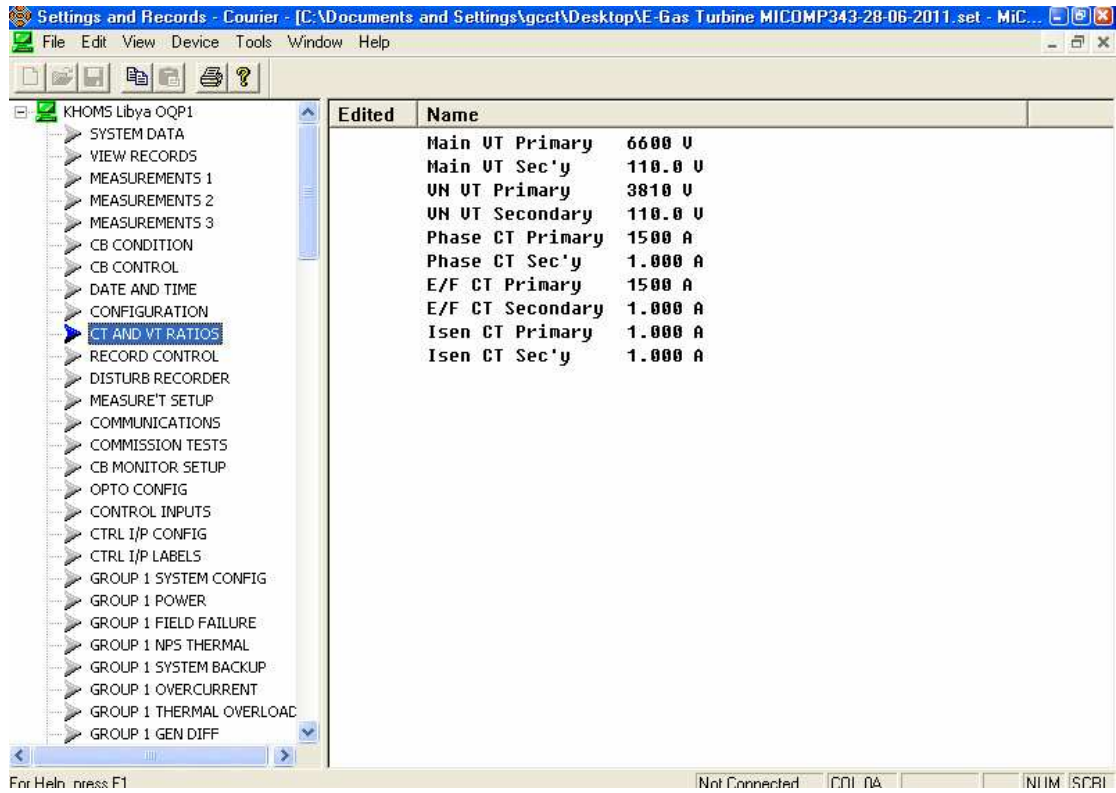 Settings and Records - Courier - [C:\Documents and Settings\gcct\Desktop\E-Gas Turbine MICOMP343-28-06-2011.set - MiC...
File Edit View Device Tools Window Help
KHOMS Libya OQP1
SYSTEM DATA
VIEW RECORDS
MEASUREMENTS 1
MEASUREMENTS 2
MEASUREMENTS 3
CB CONDITION
CB CONTROL
DATE AND TIME
CONFIGURATION
CT AND VT RATIOS
RECORD CONTROL
DISTURB RECORDER
MEASURE'T SETUP
COMMUNICATIONS
COMMISSION TESTS
CB MONITOR SETUP
OPTO CONFIG
CONTROL INPUTS
CTRL I/P CONFIG
CTRL I/P LABELS
GROUP 1 SYSTEM CONFIG
GROUP 1 POWER
GROUP 1 FIELD FAILURE
GROUP 1 NPS THERMAL
GROUP 1 SYSTEM BACKUP
GROUP 1 OVERCURRENT
GROUP 1 THERMAL OVERLOAD
GROUP 1 GEN DIFF
Edited Name
Main VT Primary 6600 V
Main VT Sec'y 110.0 V
VN VT Primary 3810 V
VN VT Secondary 110.0 V
Phase CT Primary 1500 A
Phase CT Sec'y 1.000 A
E/F CT Primary 1500 A
E/F CT Secondary 1.000 A
Isen CT Primary 1.000 A
Isen CT Sec'y 1.000 A
For Help, press F1
Not Connected COL 0A NUM SCRL